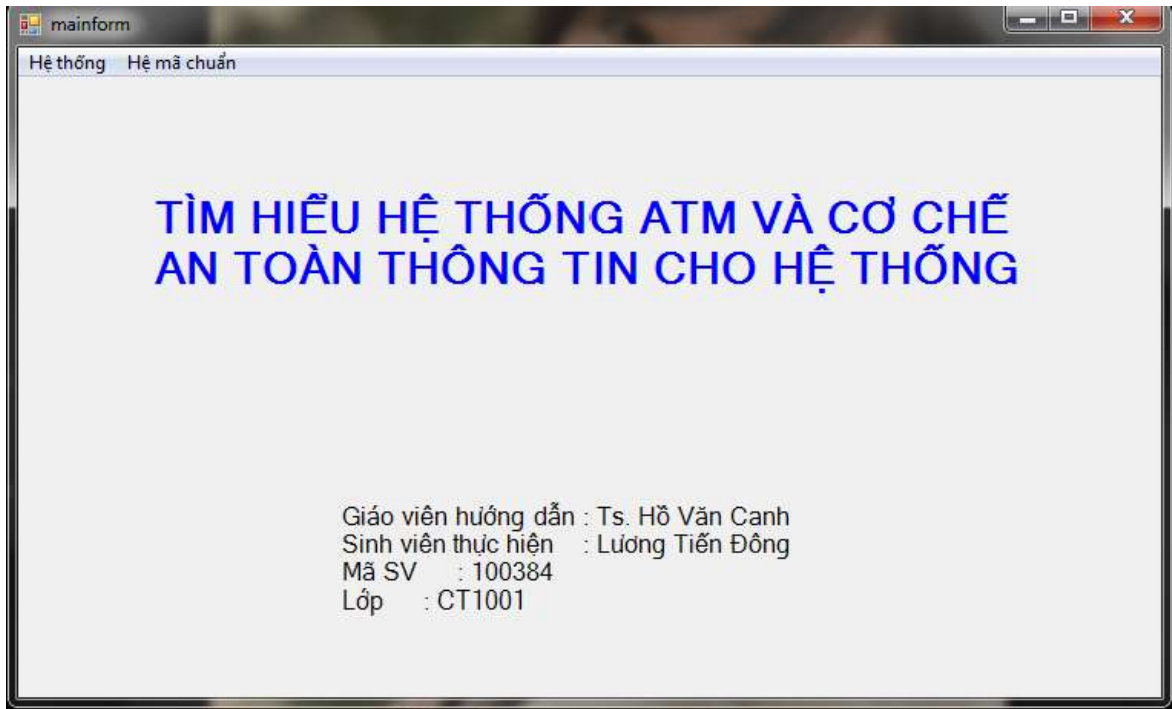 mainform
Hệ thống Hệ mã chuẩn
TÌM HIỂU HỆ THỐNG ATM VÀ CƠ CHẾ
AN TOÀN THÔNG TIN CHO HỆ THỐNG
Giáo viên hướng dẫn : Ts. Hồ Văn Canh
Sinh viên thực hiện : Lương Tiến Đông
Mã SV : 100384
Lớp : CT1001